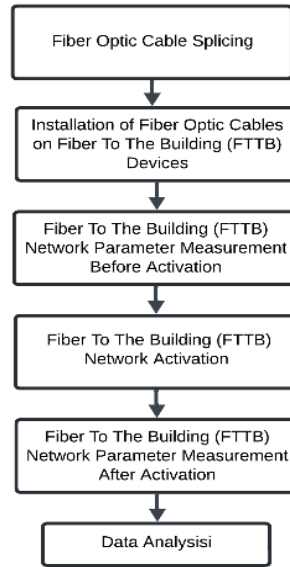 Fiber Optic Cable Splicing
Installation of Fiber Optic Cables
on Fiber To The Building (FTTB)
Devices
Fiber To The Building (FTTB)
Network Parameter Measurement
Before Activation
Fiber To The Building (FTTB)
Network Activation
Fiber To The Building (FTTB)
Network Parameter Measurement
After Activation
Data Analysisi